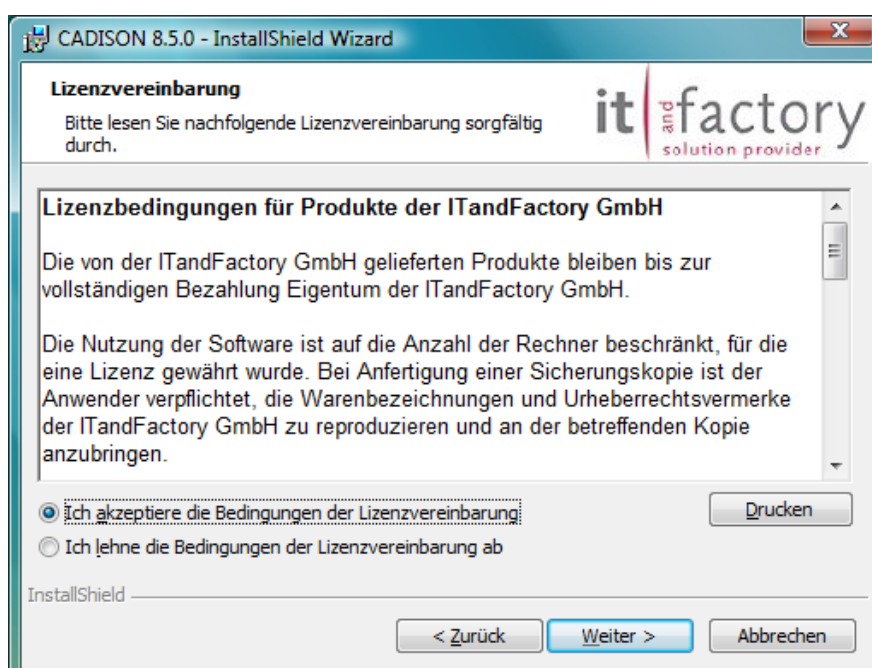 CADISON 8.5.0 - InstallShield Wizard
Lizenzvereinbarung
Bitte lesen Sie nachfolgende Lizenzvereinbarung sorgfältig
durch.
it and factory
solution provider
Lizenzbedingungen für Produkte der ITandFactory GmbH
Die von der ITandFactory GmbH gelieferten Produkte bleiben bis zur
vollständigen Bezahlung Eigentum der ITandFactory GmbH.
Die Nutzung der Software ist auf die Anzahl der Rechner beschränkt, für die
eine Lizenz gewährt wurde. Bei Anfertigung einer Sicherungskopie ist der
Anwender verpflichtet, die Warenbezeichnungen und Urheberrechtsvermerke
der ITandFactory GmbH zu reproduzieren und an der betreffenden Kopie
anzubringen.
Ich akzeptiere die Bedingungen der Lizenzvereinbarung
Drucken
Ich lehne die Bedingungen der Lizenzvereinbarung ab
InstallShield
< Zurück
Weiter >
Abbrechen